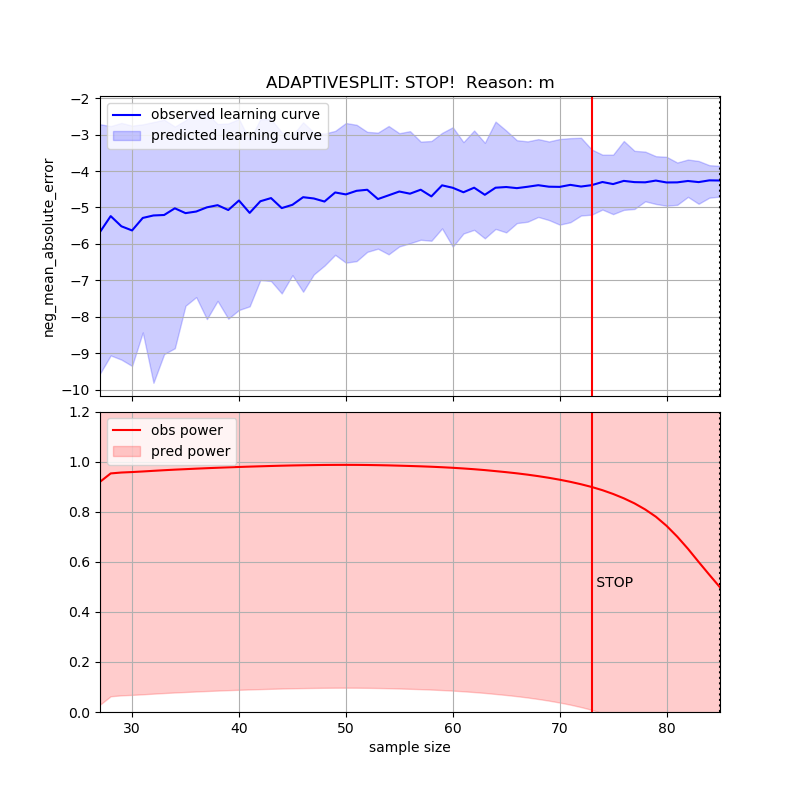 ADAPTIVESPLIT: STOP!  Reason: m
−2
−3
−4
−5
−6
−7
−8
−9
−10
neg_mean_absolute_error
observed learning curve
predicted learning curve
1.2
1.0
0.8
0.6
0.4
0.2
0.0
obs power
pred power
STOP
30
40
50
60
70
80
sample size